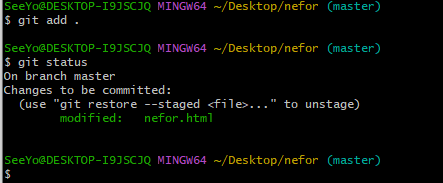 SeeYo@DESKTOP-I9JSCJQ MINGW64 ~/Desktop/nefor (master)
$ git add .
SeeYo@DESKTOP-I9JSCJQ MINGW64 ~/Desktop/nefor (master)
$ git status
On branch master
Changes to be committed:
  (use "git restore --staged <file>..." to unstage)
        modified:   nefor.html
SeeYo@DESKTOP-I9JSCJQ MINGW64 ~/Desktop/nefor (master)
$